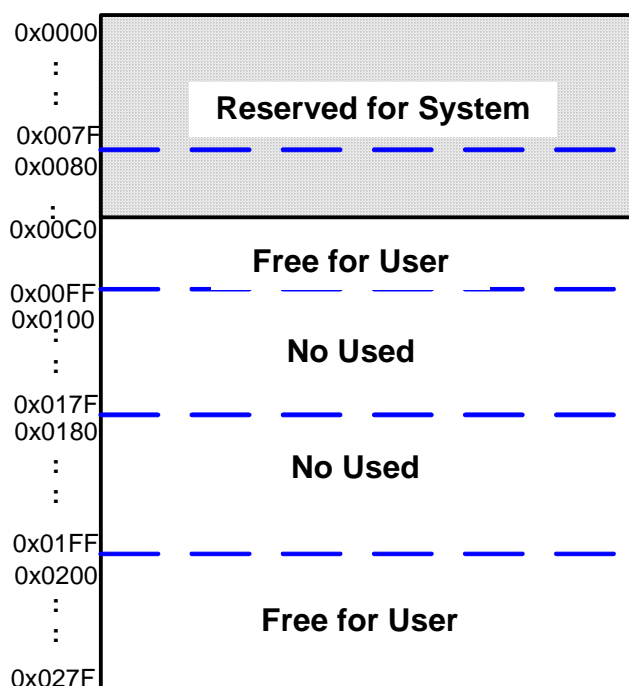 0x0000
:
:
Reserved for System
0x007F
0x0080
:
0x00C0
Free for User
0x00FF
0x0100
:
:
No Used
0x017F
0x0180
No Used
:
:
0x01FF
0x0200
:
Free for User
:
0x027F